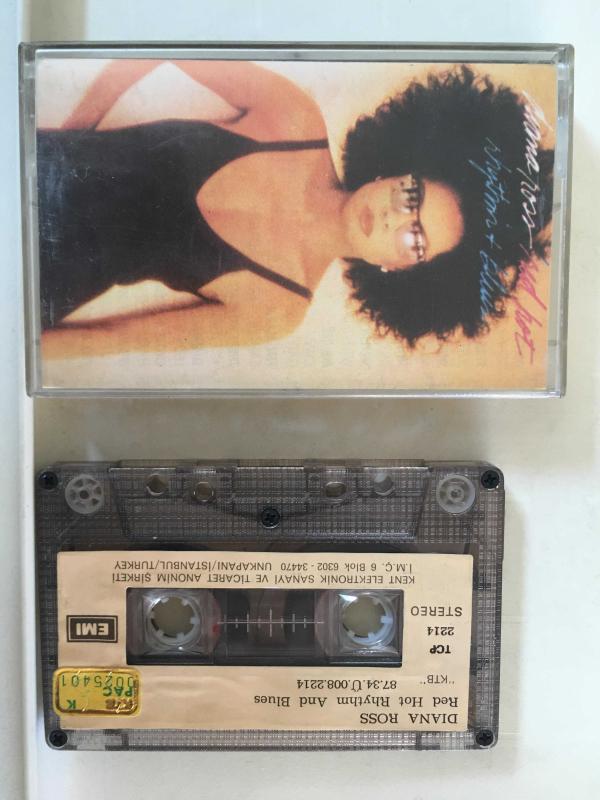 diana ross red hot
rhythm + blues
DIANA ROSS
Red Hot Rhythm And Blues
87.34.Ü.008.2214
"KTB"
TCP
2214
STEREO
EMI
KENT ELEKTRONİK SANAYİ VE TİCARET ANONİM ŞİRKETİ
İ.M.Ç. 6 Blok 6302 - 34470 UNKAPANI/İSTANBUL/TURKEY
K
PAC
0025401